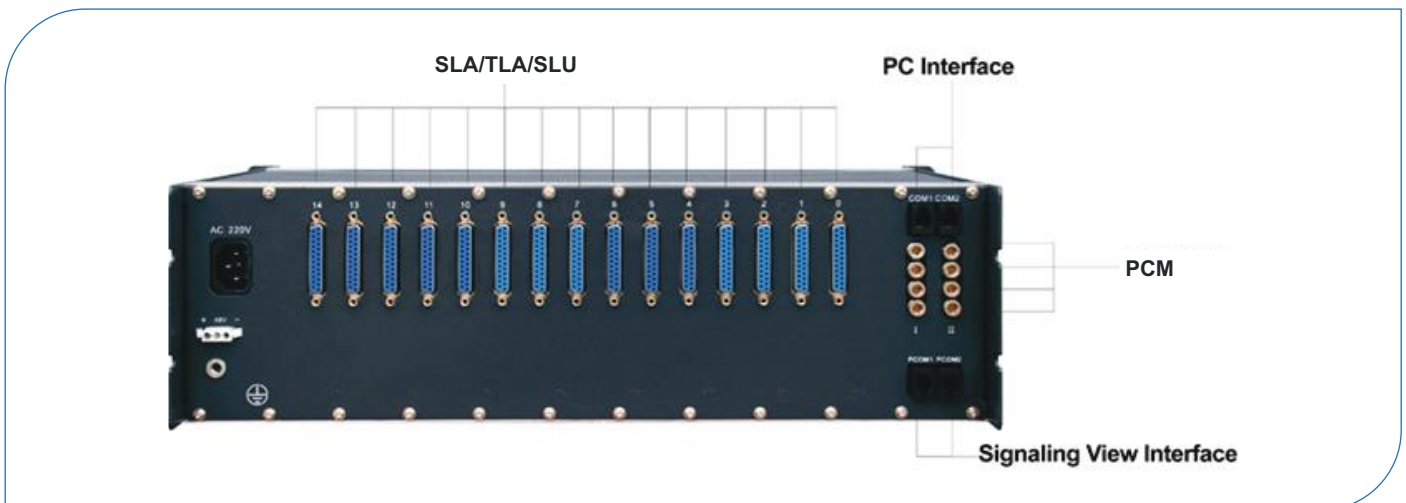 SLA/TLA/SLU
PC Interface
14 13 12 11 10 9 8 7 6 5 4 3 2 1 0
COM1 COM2
AC 220V
PCM
+ 48V -
I II
PCOM1 PCOM2
Signaling View Interface